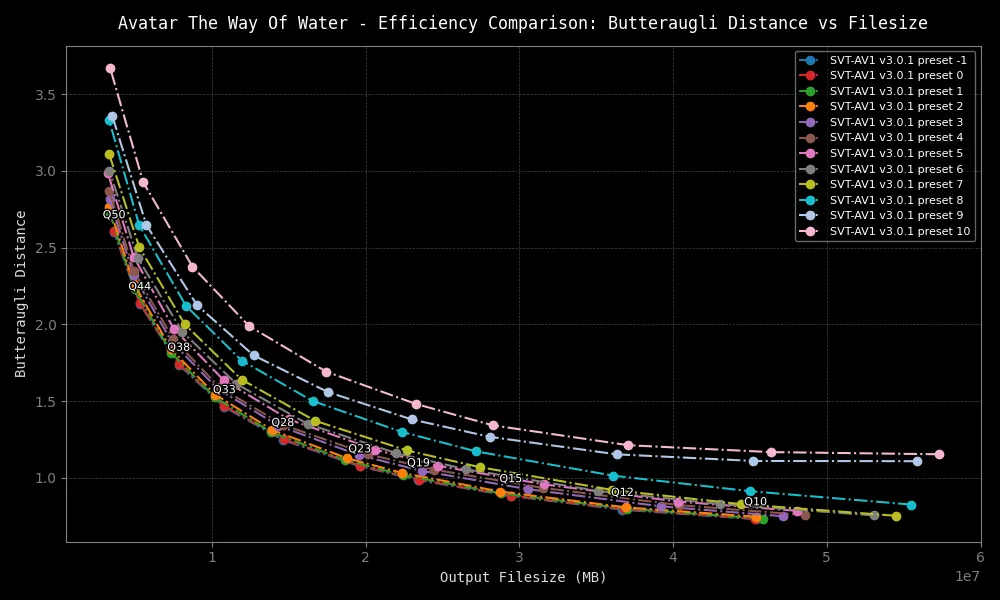 Avatar The Way Of Water - Efficiency Comparison: Butteraugli Distance vs Filesize
SVT-AV1 v3.0.1 preset -1
SVT-AV1 v3.0.1 preset 0
SVT-AV1 v3.0.1 preset 1
SVT-AV1 v3.0.1 preset 2
SVT-AV1 v3.0.1 preset 3
SVT-AV1 v3.0.1 preset 4
SVT-AV1 v3.0.1 preset 5
SVT-AV1 v3.0.1 preset 6
SVT-AV1 v3.0.1 preset 7
SVT-AV1 v3.0.1 preset 8
SVT-AV1 v3.0.1 preset 9
SVT-AV1 v3.0.1 preset 10
Butteraugli Distance
3.5
3.0
2.5
2.0
1.5
1.0
Q50
Q44
Q38
Q33
Q28
Q23
Q19
Q15
Q12
Q10
1 2 3 4 5 6
1e7
Output Filesize (MB)